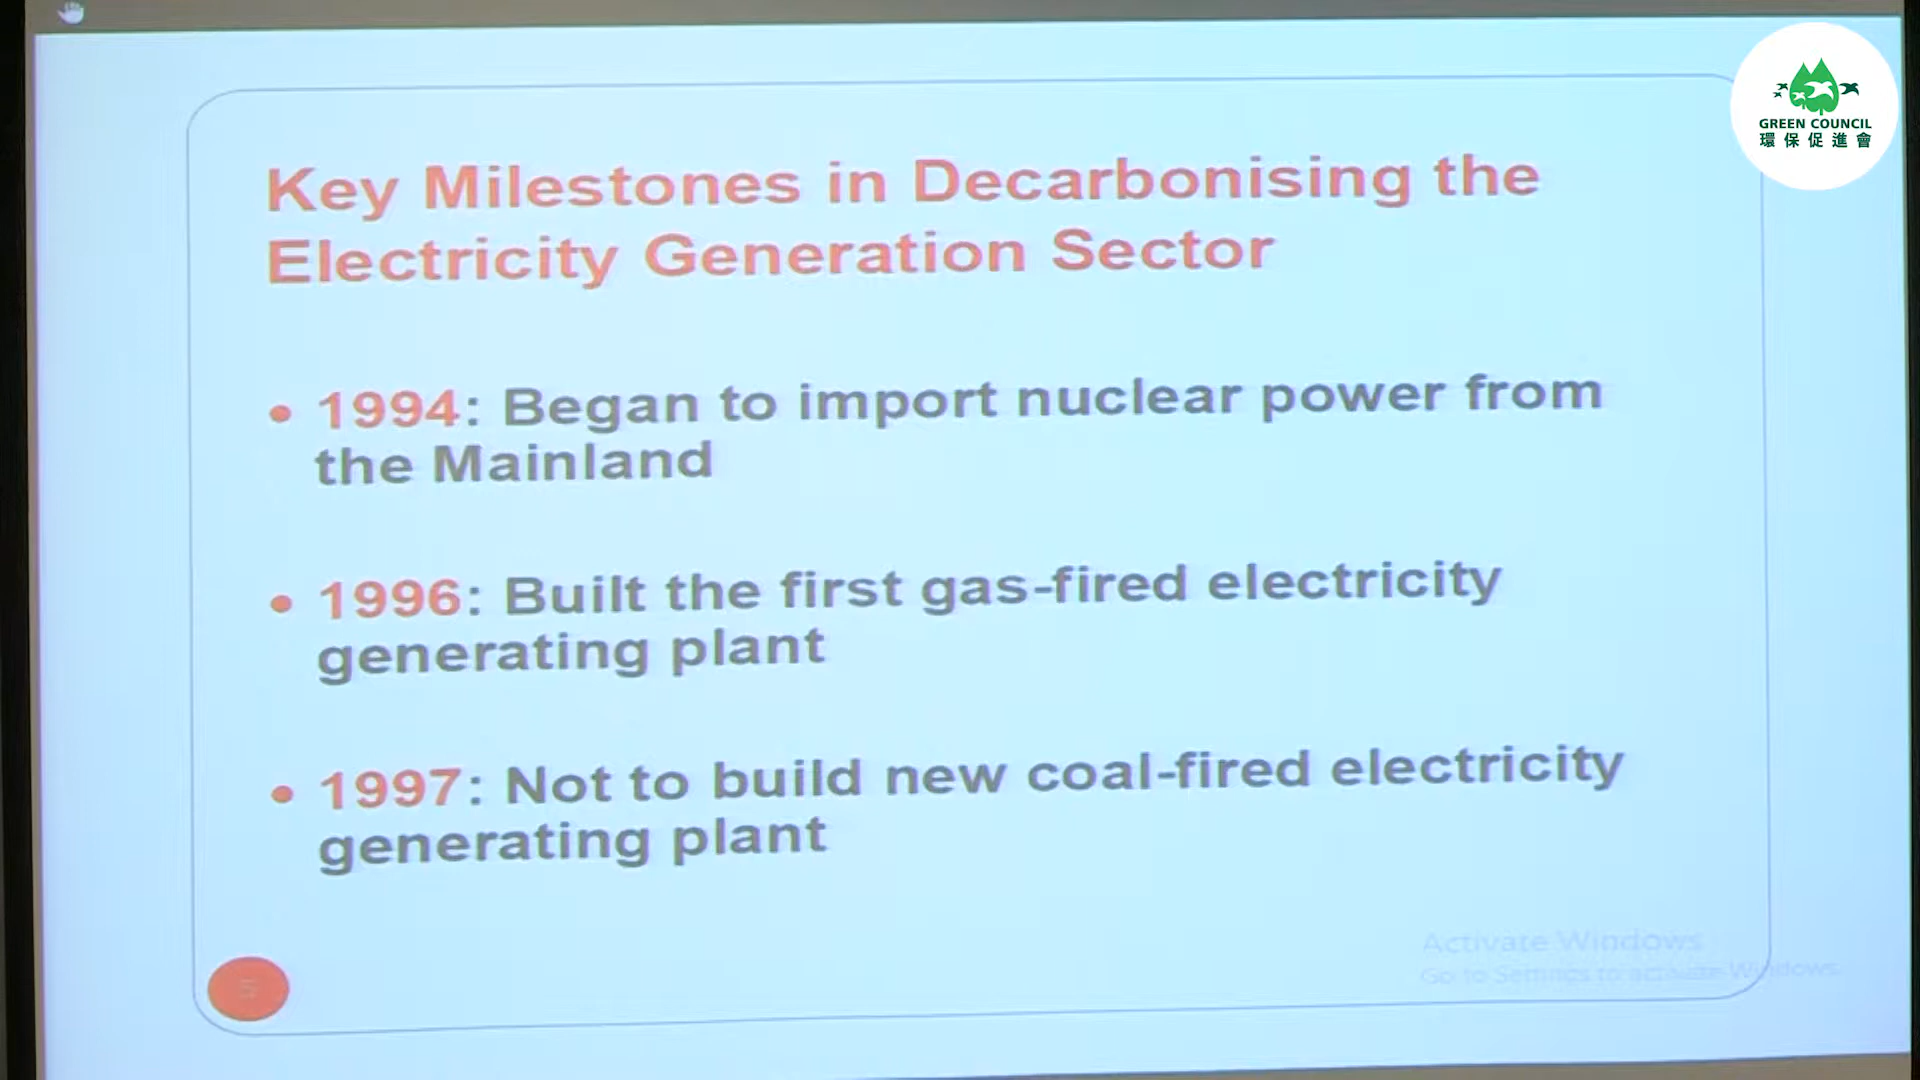 GREEN COUNCIL
環保促進會
Key Milestones in Decarbonising the
Electricity Generation Sector
• 1994: Began to import nuclear power from
the Mainland
• 1996: Built the first gas-fired electricity
generating plant
• 1997: Not to build new coal-fired electricity
generating plant
Activate Windows
Go to Settings to activate Windows.
5